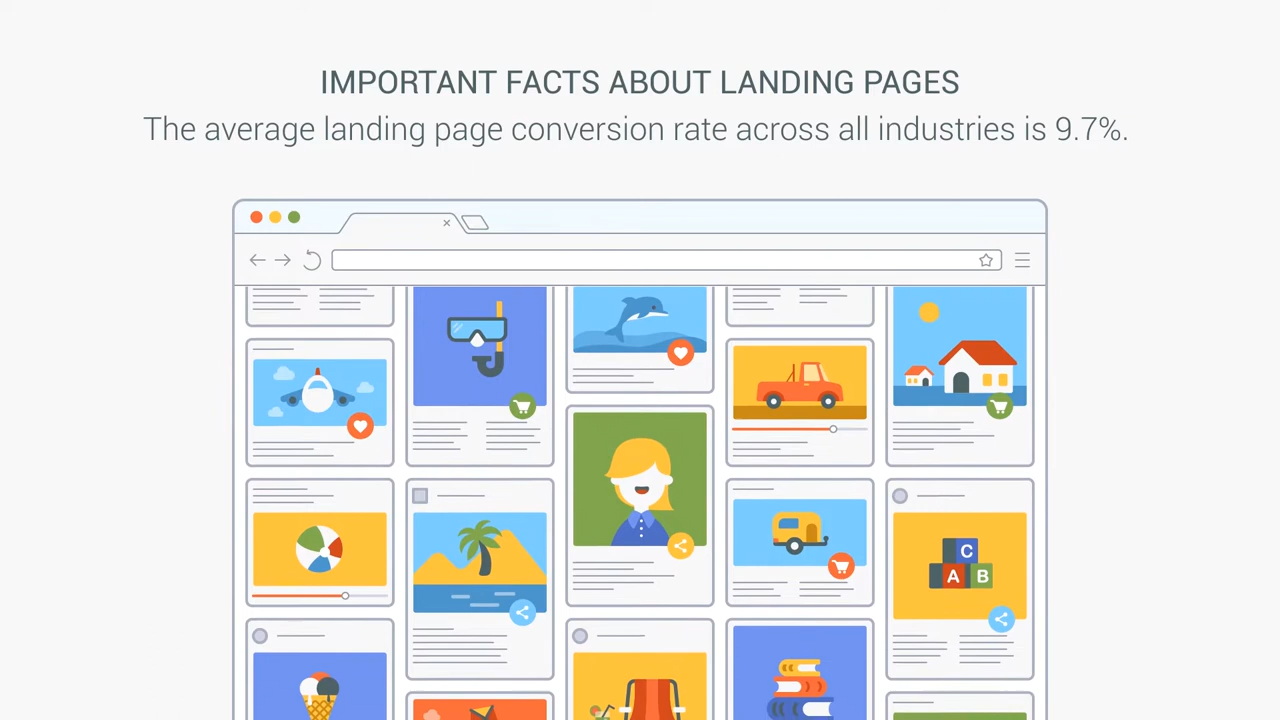 IMPORTANT FACTS ABOUT LANDING PAGES
The average landing page conversion rate across all industries is 9.7%.
C
A B